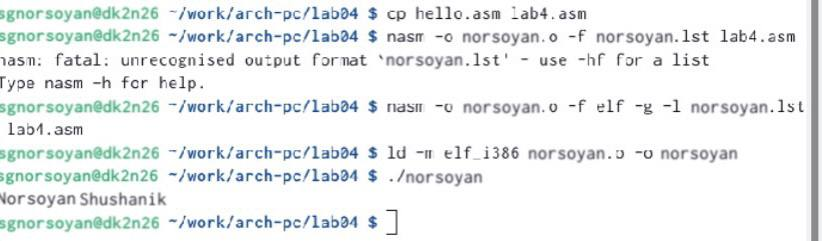 sgnorsoyan@dk2n26 ~/work/arch-pc/lab04 $ cp hello.asm lab4.asm
sgnorsoyan@dk2n26 ~/work/arch-pc/lab04 $ nasm -o norsoyan.o -f norsoyan.lst lab4.asm
nasm: fatal: unrecognised output format `norsoyan.lst' - use -hf for a list
Type nasm -h for help.
sgnorsoyan@dk2n26 ~/work/arch-pc/lab04 $ nasm -o norsoyan.o -f elf -g -l norsoyan.lst
lab4.asm
sgnorsoyan@dk2n26 ~/work/arch-pc/lab04 $ ld -m elf_i386 norsoyan.o -o norsoyan
sgnorsoyan@dk2n26 ~/work/arch-pc/lab04 $ ./norsoyan
Norsoyan Shushanik
sgnorsoyan@dk2n26 ~/work/arch-pc/lab04 $